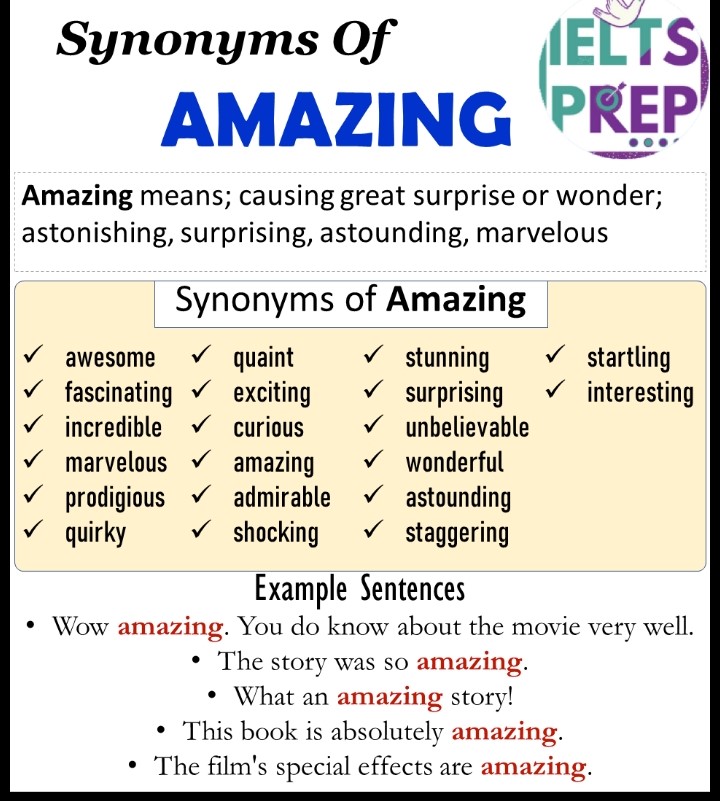 Synonyms Of
AMAZING
IELTS
PREP
Amazing means; causing great surprise or wonder;
astonishing, surprising, astounding, marvelous
Synonyms of Amazing
✓ awesome ✓ quaint ✓ stunning ✓ startling
✓ fascinating ✓ exciting ✓ surprising ✓ interesting
✓ incredible ✓ curious ✓ unbelievable
✓ marvelous ✓ amazing ✓ wonderful
✓ prodigious ✓ admirable ✓ astounding
✓ quirky ✓ shocking ✓ staggering
Example Sentences
• Wow amazing. You do know about the movie very well.
• The story was so amazing.
• What an amazing story!
• This book is absolutely amazing.
• The film's special effects are amazing.